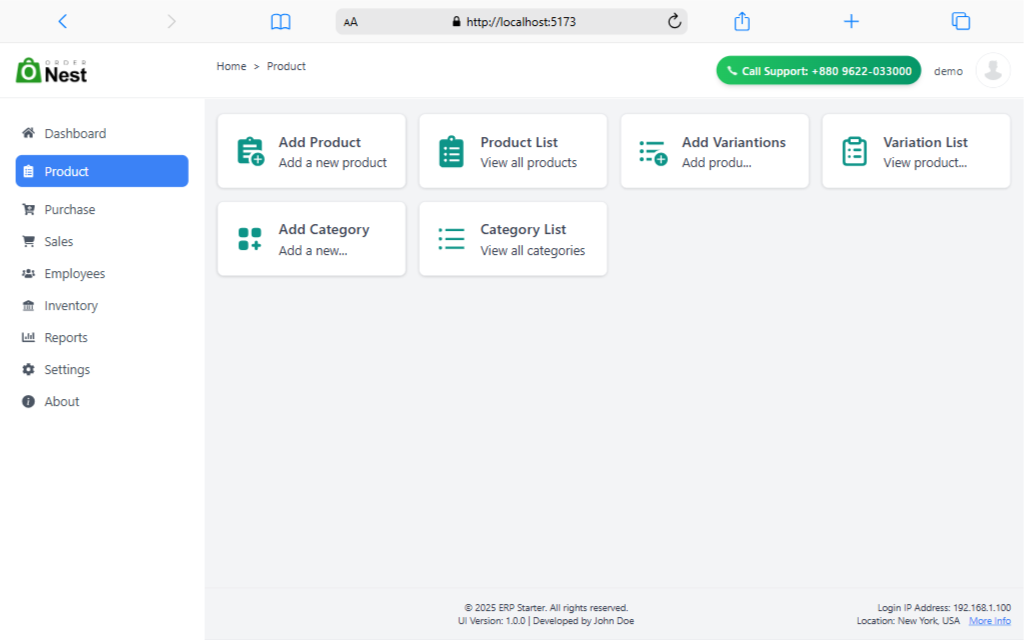 AA
http://localhost:5173
ORDER
Nest
Home > Product
Call Support: +880 9622-033000
demo
Dashboard
Product
Purchase
Sales
Employees
Inventory
Reports
Settings
About
Add Product
Add a new product
Product List
View all products
Add Variantions
Add produ...
Variation List
View product...
Add Category
Add a new...
Category List
View all categories
© 2025 ERP Starter. All rights reserved.
UI Version: 1.0.0 | Developed by John Doe
Login IP Address: 192.168.1.100
Location: New York, USA More Info